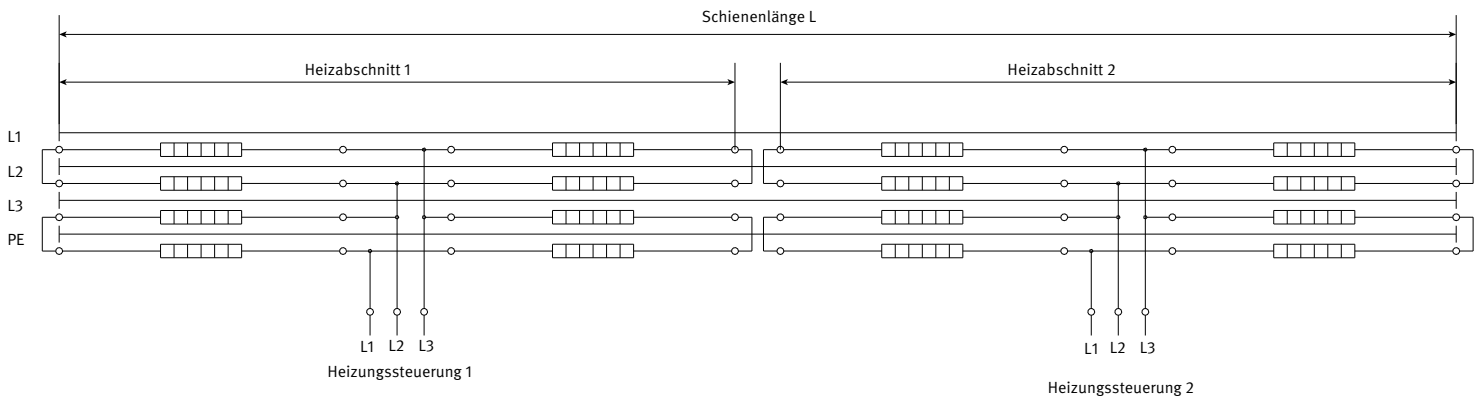 Schienenlänge L
Heizabschnitt 1
Heizabschnitt 2
L1
L2
L3
PE
L1 L2 L3
L1 L2 L3
Heizungssteuerung 1
Heizungssteuerung 2